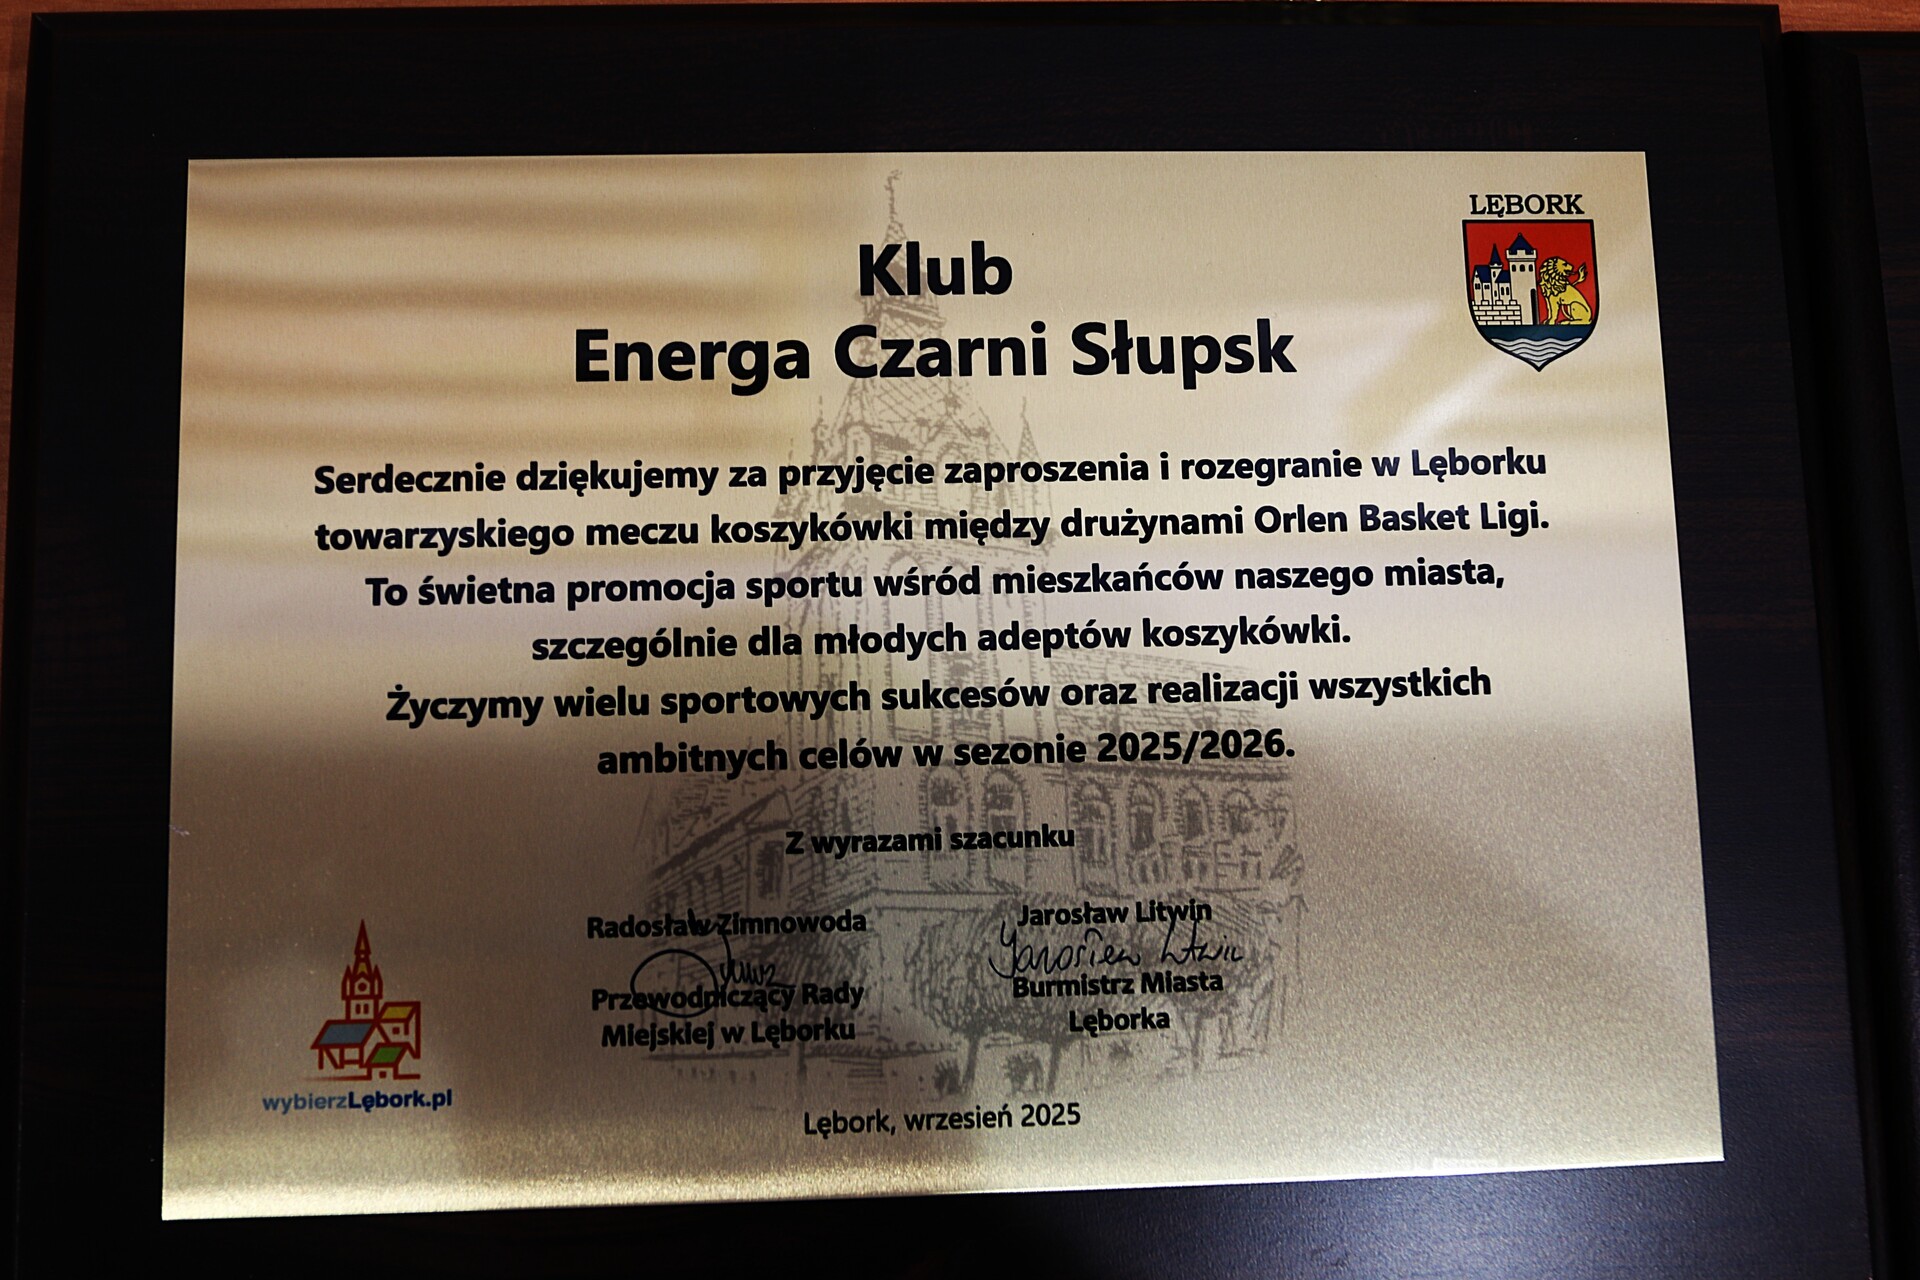 LĘBORK
Klub
Energa Czarni Słupsk
Serdecznie dziękujemy za przyjęcie zaproszenia i rozegranie w Lęborku
towarzyskiego meczu koszykówki między drużynami Orlen Basket Ligi.
To świetna promocja sportu wśród mieszkańców naszego miasta,
szczególnie dla młodych adeptów koszykówki.
Życzymy wielu sportowych sukcesów oraz realizacji wszystkich
ambitnych celów w sezonie 2025/2026.
Z wyrazami szacunku
Radosław Zimnowoda
Przewodniczący Rady
Miejskiej w Lęborku
Jarosław Litwin
Jarosław Litwin
Burmistrz Miasta
Lęborka
wybierzLębork.pl
Lębork, wrzesień 2025